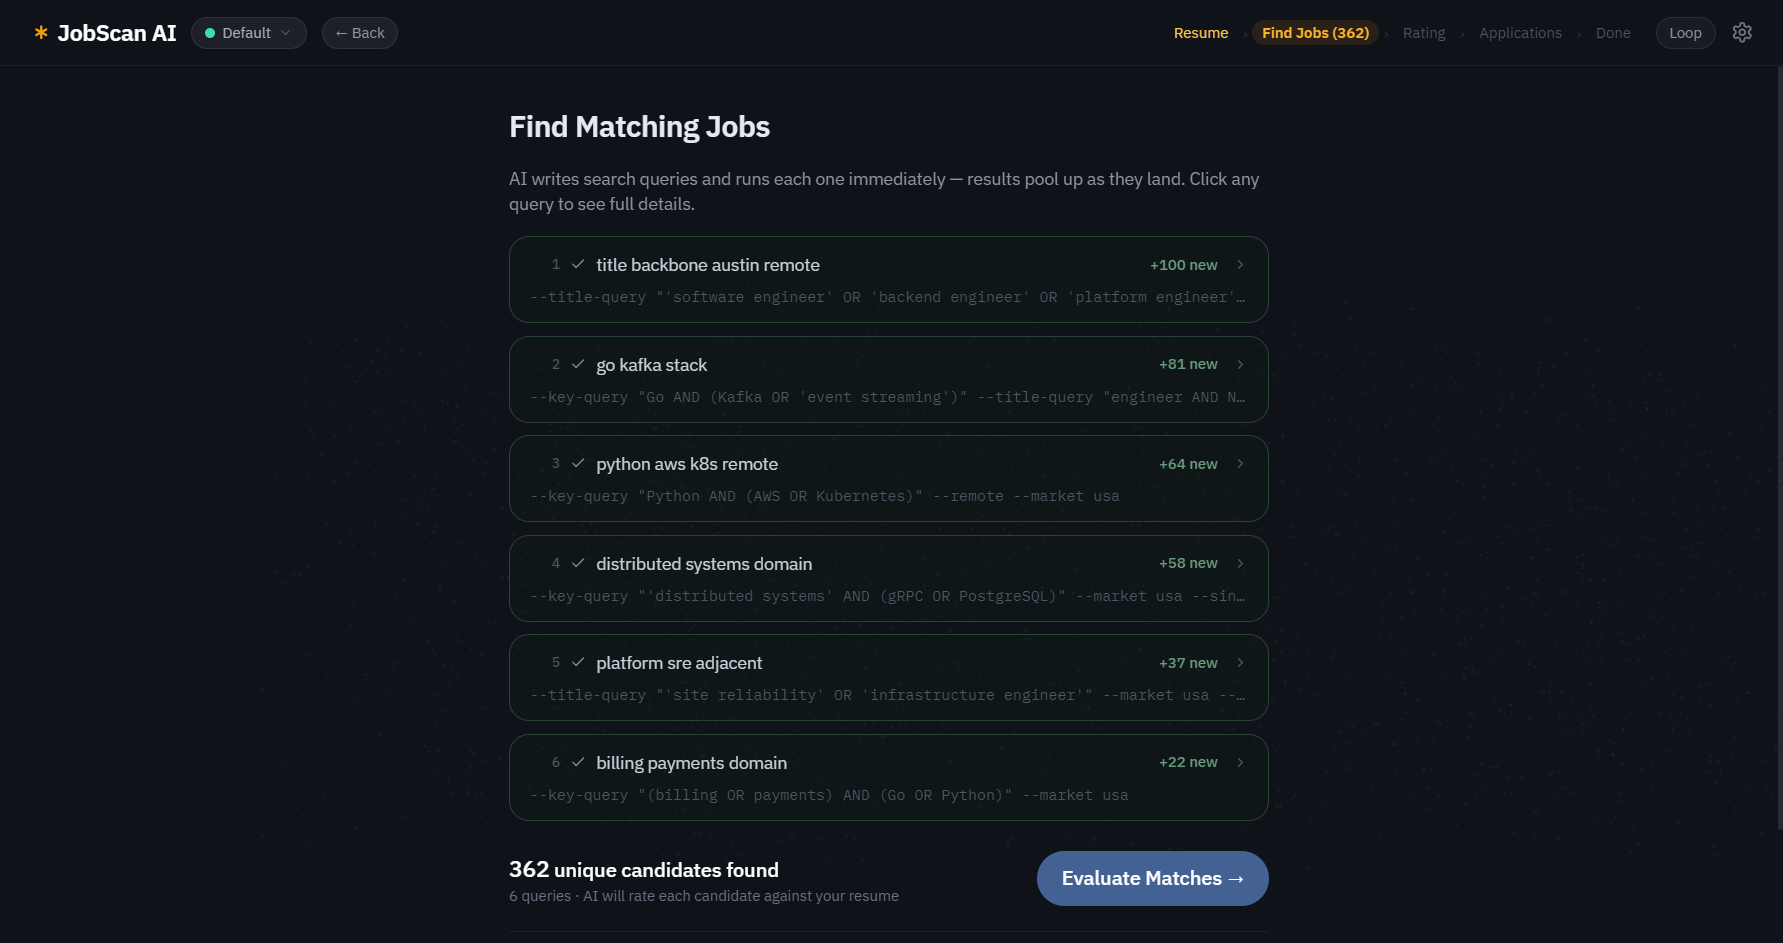 * JobScan AI
Default
← Back
Resume › Find Jobs (362) › Rating › Applications › Done
Loop
Find Matching Jobs
AI writes search queries and runs each one immediately — results pool up as they land. Click any
query to see full details.
1 ✓ title backbone austin remote +100 new ›
--title-query "'software engineer' OR 'backend engineer' OR 'platform engineer'…
2 ✓ go kafka stack +81 new ›
--key-query "Go AND (Kafka OR 'event streaming')" --title-query "engineer AND N…
3 ✓ python aws k8s remote +64 new ›
--key-query "Python AND (AWS OR Kubernetes)" --remote --market usa
4 ✓ distributed systems domain +58 new ›
--key-query "'distributed systems' AND (gRPC OR PostgreSQL)" --market usa --sin…
5 ✓ platform sre adjacent +37 new ›
--title-query "'site reliability' OR 'infrastructure engineer'" --market usa --…
6 ✓ billing payments domain +22 new ›
--key-query "(billing OR payments) AND (Go OR Python)" --market usa
362 unique candidates found
6 queries · AI will rate each candidate against your resume
Evaluate Matches →